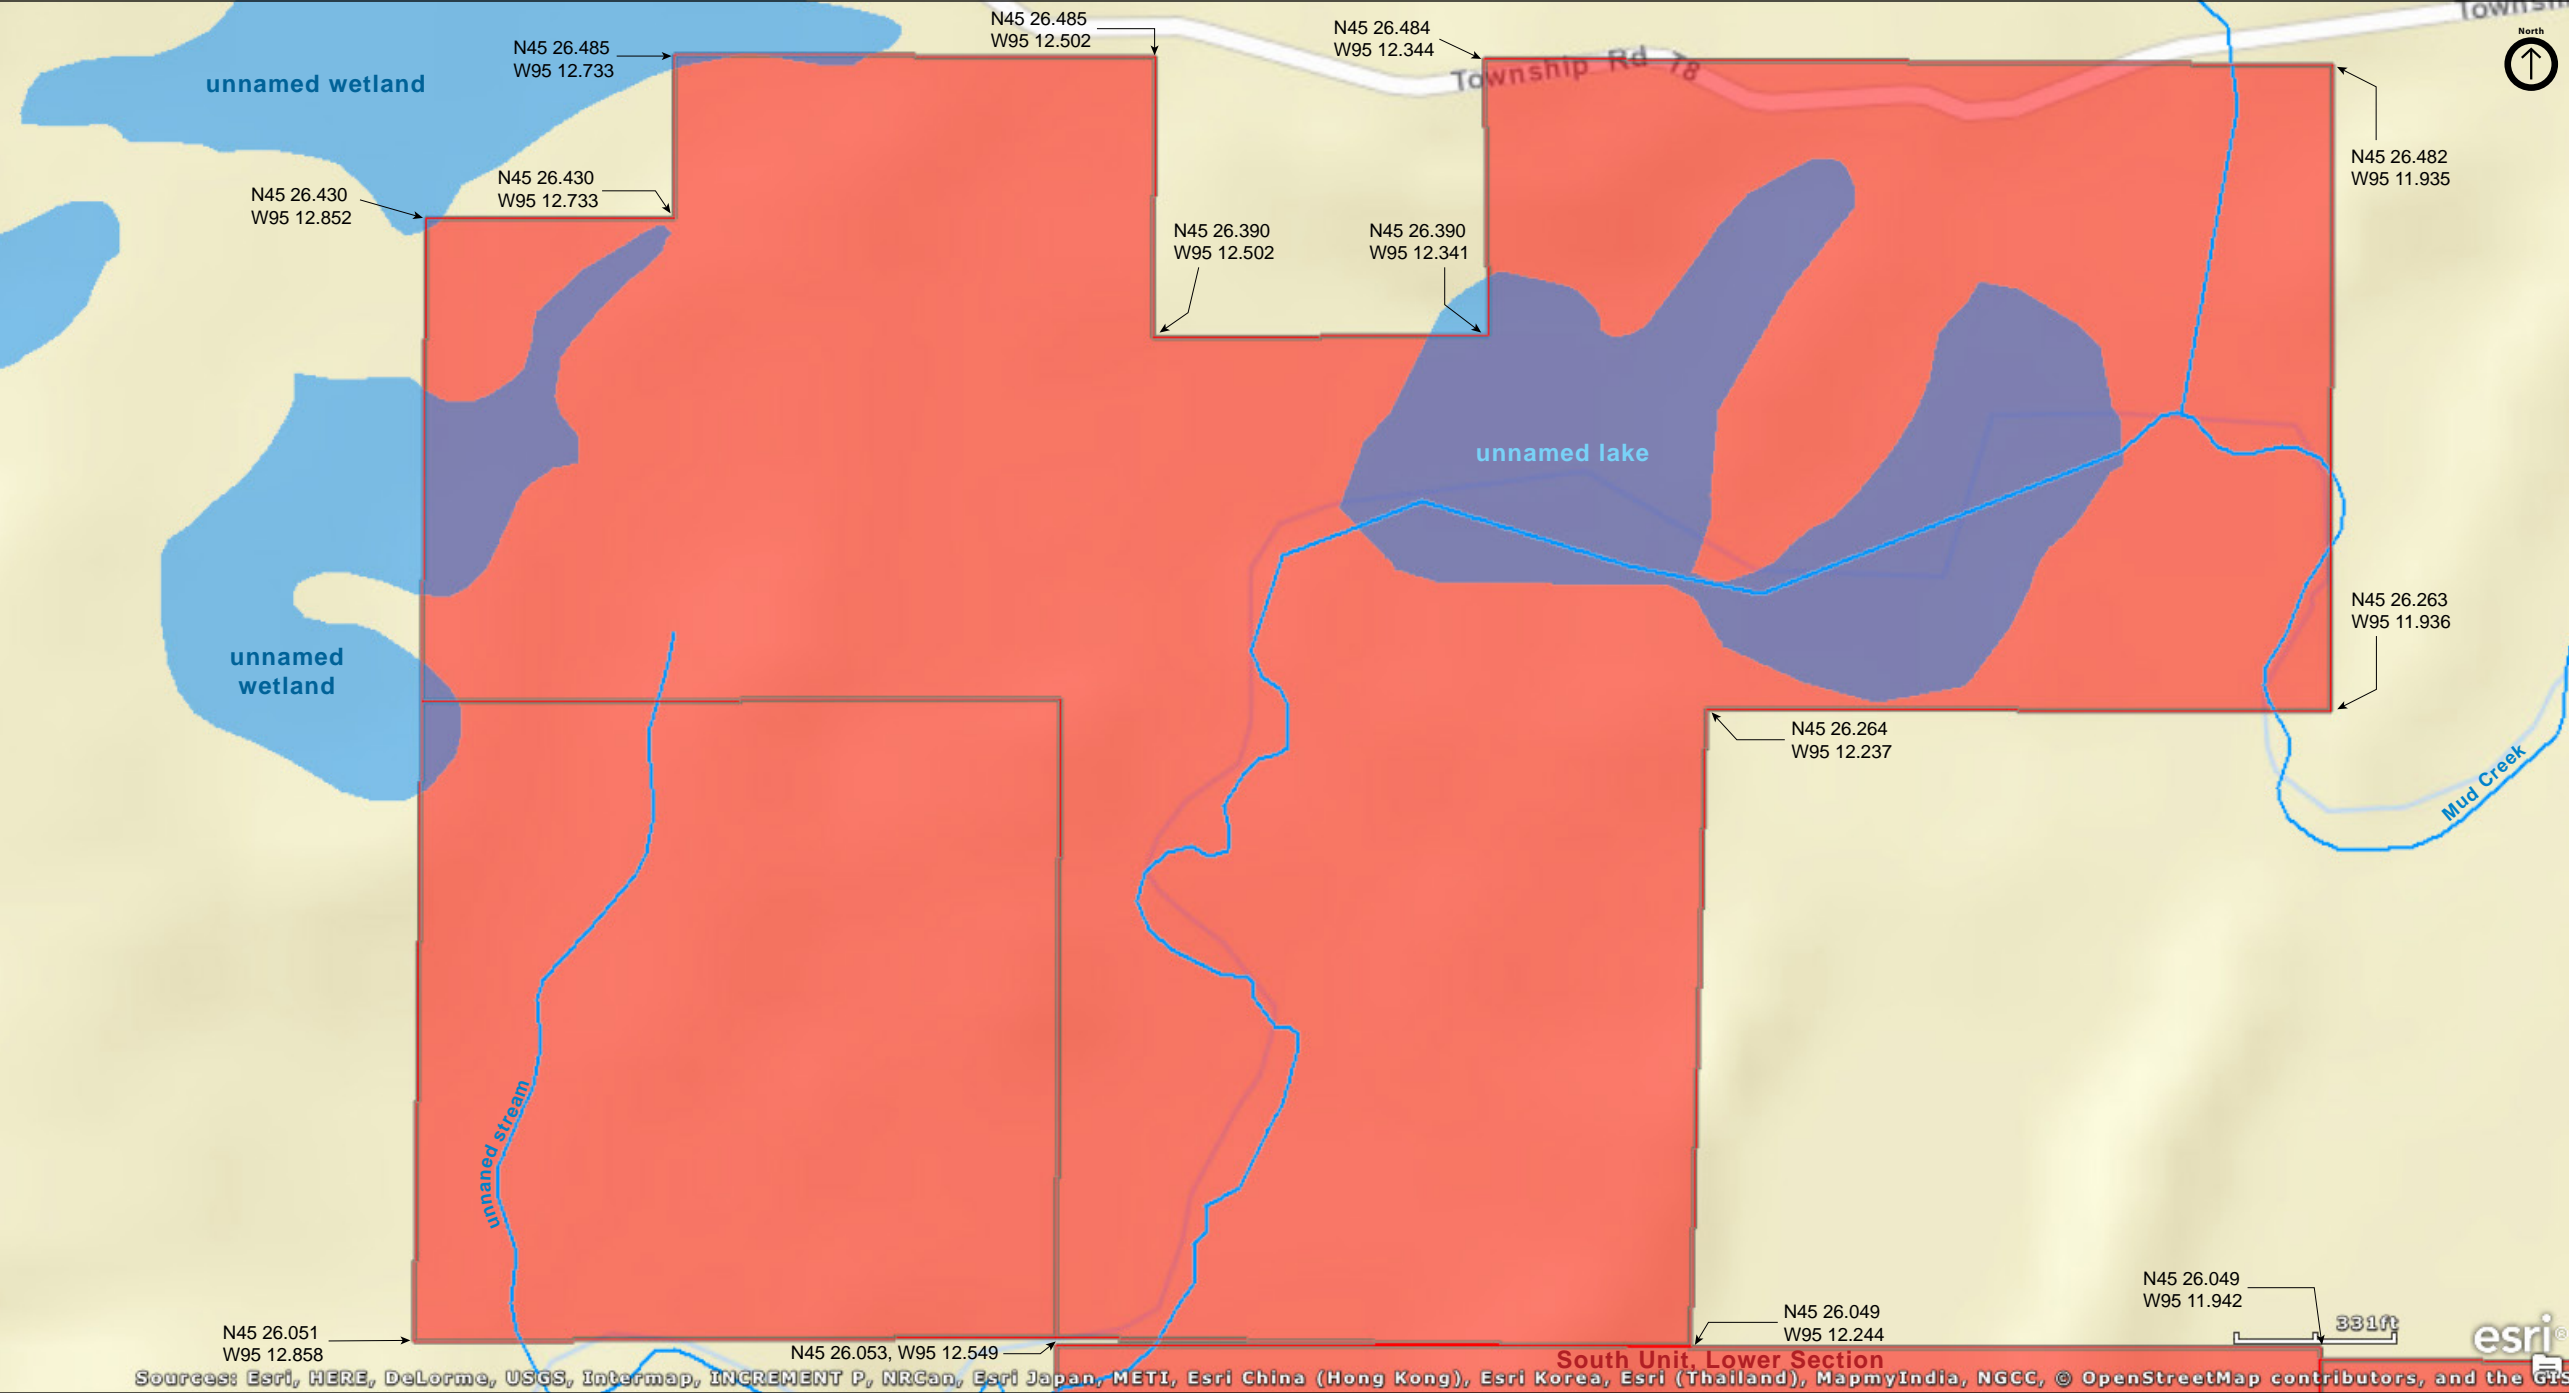 Township
North
N45 26.485
W95 12.502
N45 26.484
W95 12.344
N45 26.485
W95 12.733
unnamed wetland
Township Rd T8
N45 26.482
W95 11.935
N45 26.430
W95 12.733
N45 26.430
W95 12.852
N45 26.390
W95 12.502
N45 26.390
W95 12.341
unnamed lake
N45 26.263
W95 11.936
unnamed
wetland
N45 26.264
W95 12.237
Mud Creek
unnaned stream
N45 26.049
W95 11.942
N45 26.049
W95 12.244
331ft
N45 26.051
W95 12.858
N45 26.053, W95 12.549
esri
South Unit, Lower Section
Sources: Esri, HERE, DeLorme, USGS, Intermap, INCREMENT P, NRCan, Esri Japan, METI, Esri China (Hong Kong), Esri Korea, Esri (Thailand), MapmyIndia, NGCC, © OpenStreetMap contributors, and the GIS